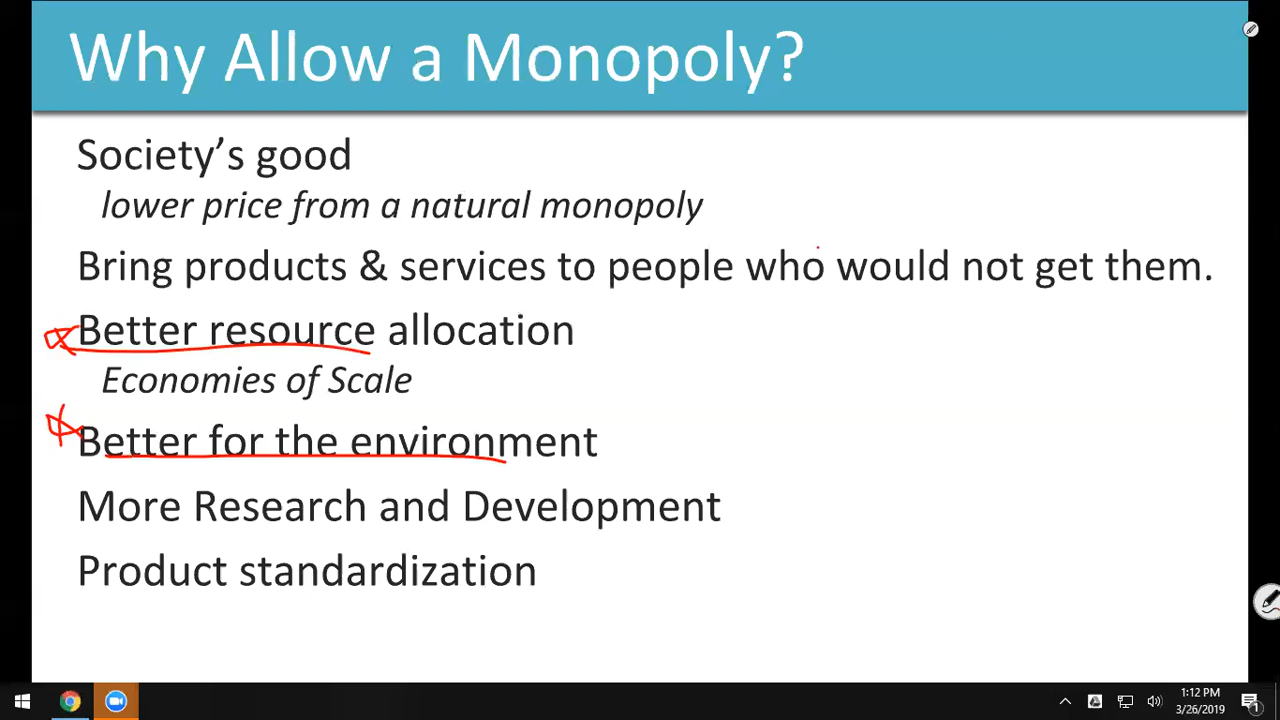 Why Allow a Monopoly?
Society’s good
lower price from a natural monopoly
Bring products & services to people who would not get them.
Better resource allocation
Economies of Scale
Better for the environment
More Research and Development
Product standardization
1:12 PM
3/26/2019
1